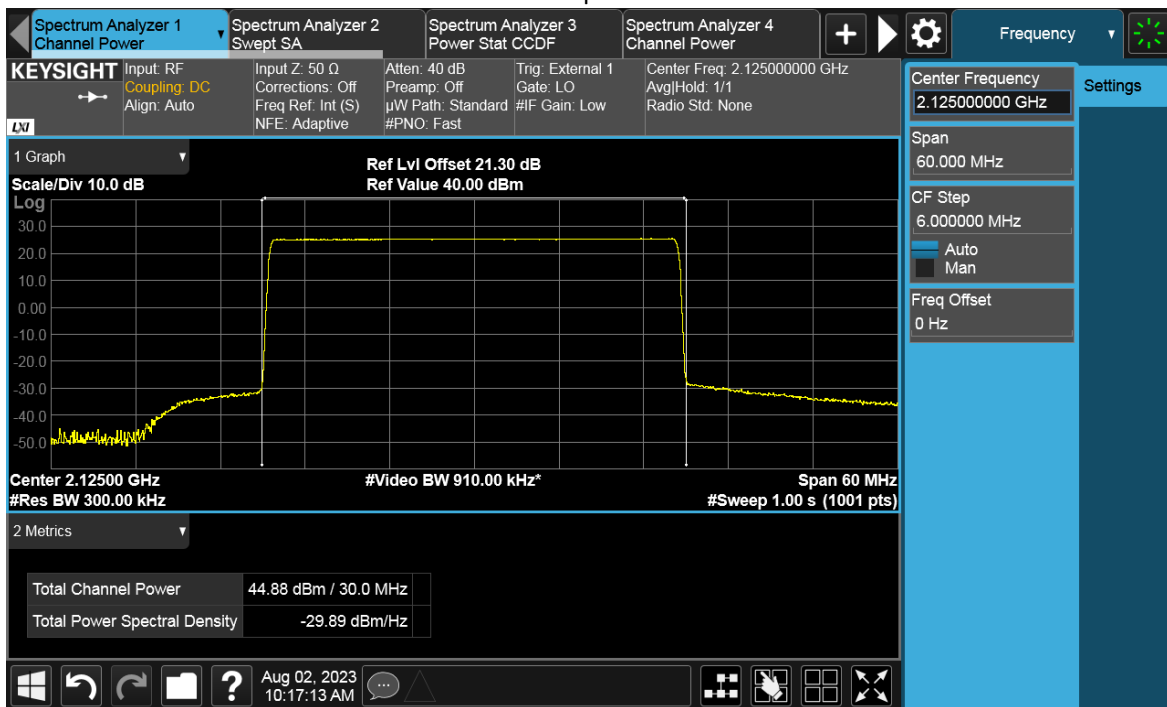 Spectrum Analyzer 1
Channel Power
Spectrum Analyzer 2
Swept SA
Spectrum Analyzer 3
Power Stat CCDF
Spectrum Analyzer 4
Channel Power
+
Frequency
KEYSIGHT
LXI
Input: RF
Coupling: DC
Align: Auto
Input Z: 50 Ω
Corrections: Off
Freq Ref: Int (S)
NFE: Adaptive
Atten: 40 dB
Preamp: Off
µW Path: Standard
#PNO: Fast
Trig: External 1
Gate: LO
#IF Gain: Low
Center Freq: 2.125000000 GHz
Avg|Hold: 1/1
Radio Std: None
Center Frequency
2.125000000 GHz
Settings
Span
60.000 MHz
CF Step
6.000000 MHz
Auto
Man
Freq Offset
0 Hz
1 Graph
Scale/Div 10.0 dB
Ref Lvl Offset 21.30 dB
Ref Value 40.00 dBm
Log
30.0
20.0
10.0
0.00
-10.0
-20.0
-30.0
-40.0
-50.0
Center 2.12500 GHz
#Video BW 910.00 kHz*
Span 60 MHz
#Res BW 300.00 kHz
#Sweep 1.00 s (1001 pts)
2 Metrics
Total Channel Power 44.88 dBm / 30.0 MHz
Total Power Spectral Density -29.89 dBm/Hz
?
Aug 02, 2023
10:17:13 AM